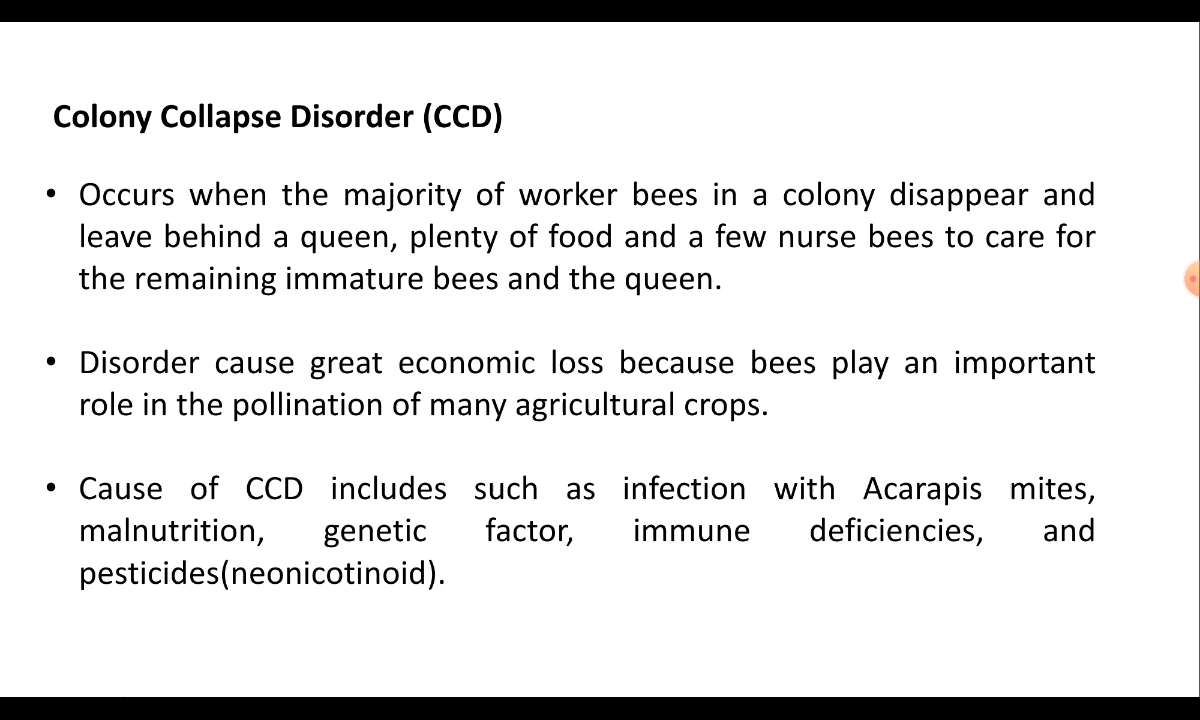 Colony Collapse Disorder (CCD)
• Occurs when the majority of worker bees in a colony disappear and
leave behind a queen, plenty of food and a few nurse bees to care for
the remaining immature bees and the queen.
• Disorder cause great economic loss because bees play an important
role in the pollination of many agricultural crops.
• Cause of CCD includes such as infection with Acarapis mites,
malnutrition, genetic factor, immune deficiencies, and
pesticides(neonicotinoid).